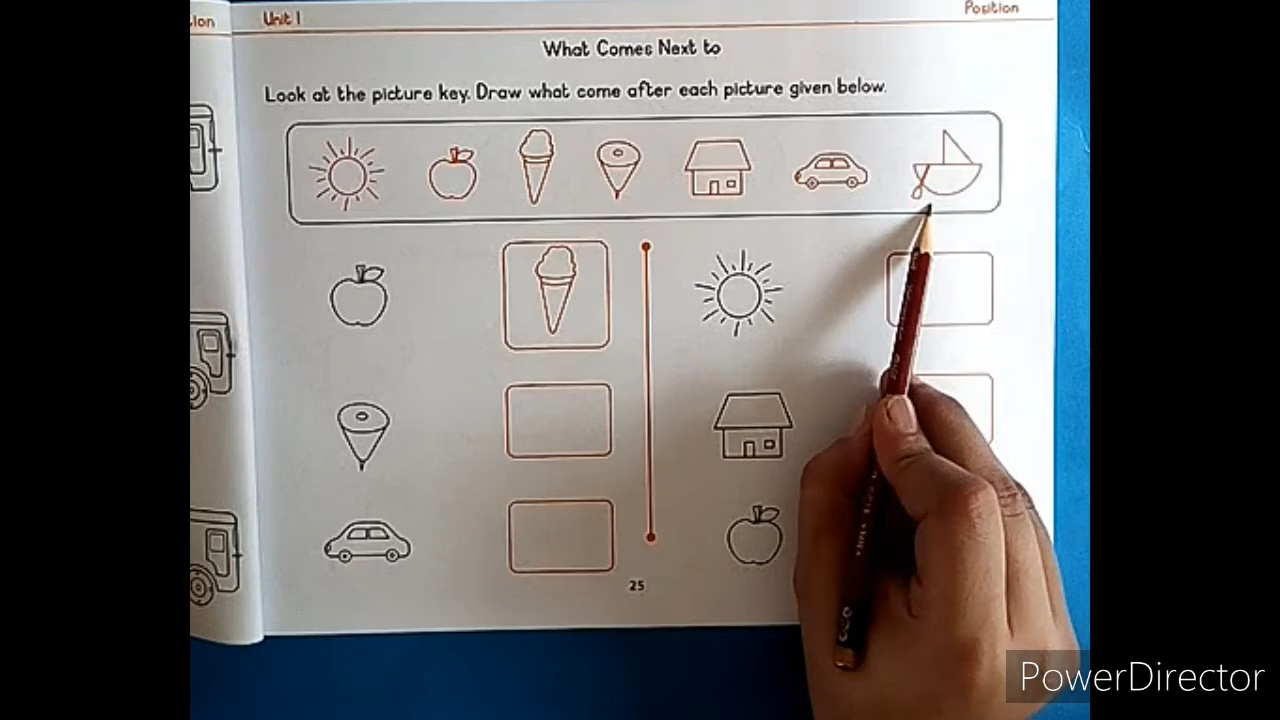 tion
Unit 1
Position
What Comes Next to
Look at the picture key. Draw what come after each picture given below.
25
PowerDirector